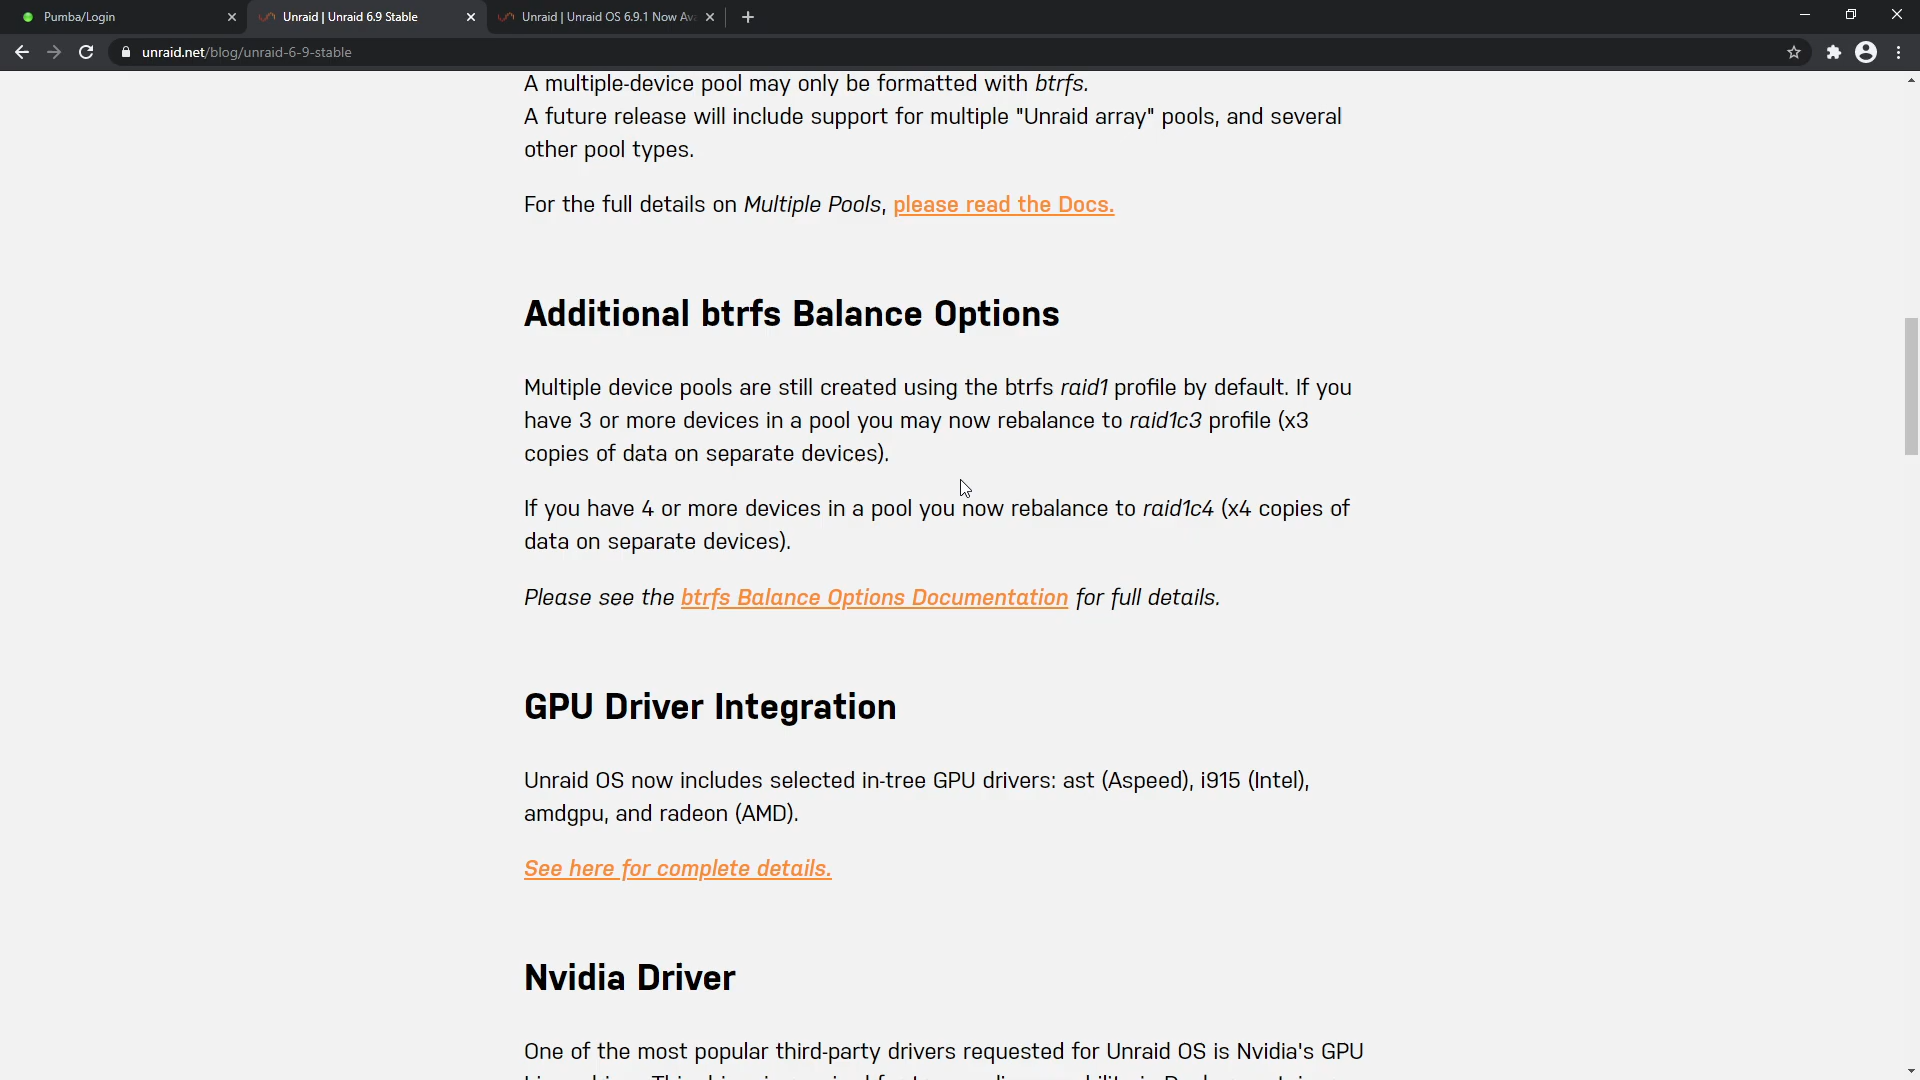 Pumba/Login
Unraid | Unraid 6.9 Stable
Unraid | Unraid OS 6.9.1 Now Av
unraid.net/blog/unraid-6-9-stable
A multiple-device pool may only be formatted with btrfs.
A future release will include support for multiple "Unraid array" pools, and several
other pool types.
For the full details on Multiple Pools, please read the Docs.
Additional btrfs Balance Options
Multiple device pools are still created using the btrfs raid1 profile by default. If you
have 3 or more devices in a pool you may now rebalance to raid1c3 profile (x3
copies of data on separate devices).
If you have 4 or more devices in a pool you now rebalance to raid1c4 (x4 copies of
data on separate devices).
Please see the btrfs Balance Options Documentation for full details.
GPU Driver Integration
Unraid OS now includes selected in-tree GPU drivers: ast (Aspeed), i915 (Intel),
amdgpu, and radeon (AMD).
See here for complete details.
Nvidia Driver
One of the most popular third-party drivers requested for Unraid OS is Nvidia's GPU